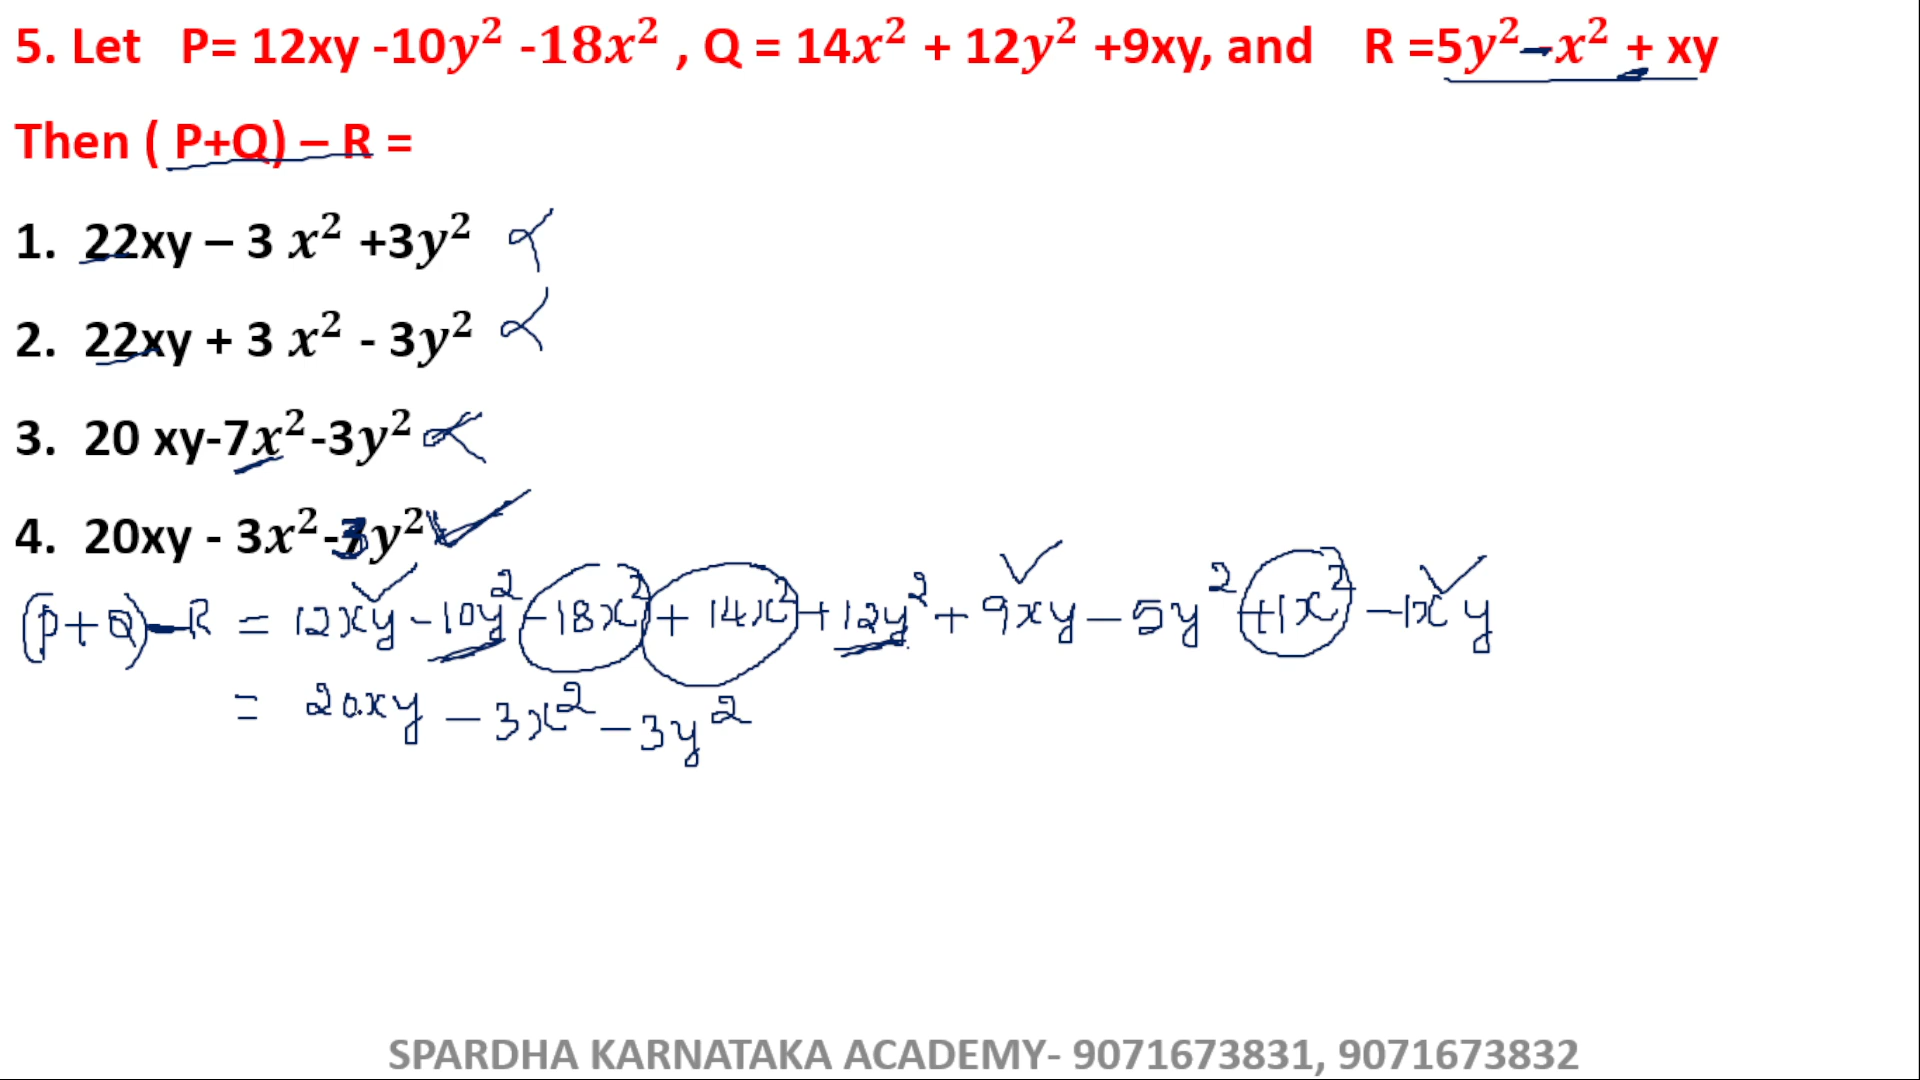 5. Let P= 12xy -10y² -18x² , Q = 14x² + 12y² +9xy, and R =5y²-x² + xy
Then ( P+Q) – R =
1. 22xy – 3 x² +3y²
2. 22xy + 3 x² - 3y²
3. 20 xy-7x²-3y²
4. 20xy - 3x²-3y²
(P+Q)-R = 12xy -10y² -18x² + 14x² +12y² + 9xy - 5y² +1x² -1xy
= 20xy - 3x² - 3y²
SPARDHA KARNATAKA ACADEMY- 9071673831, 9071673832